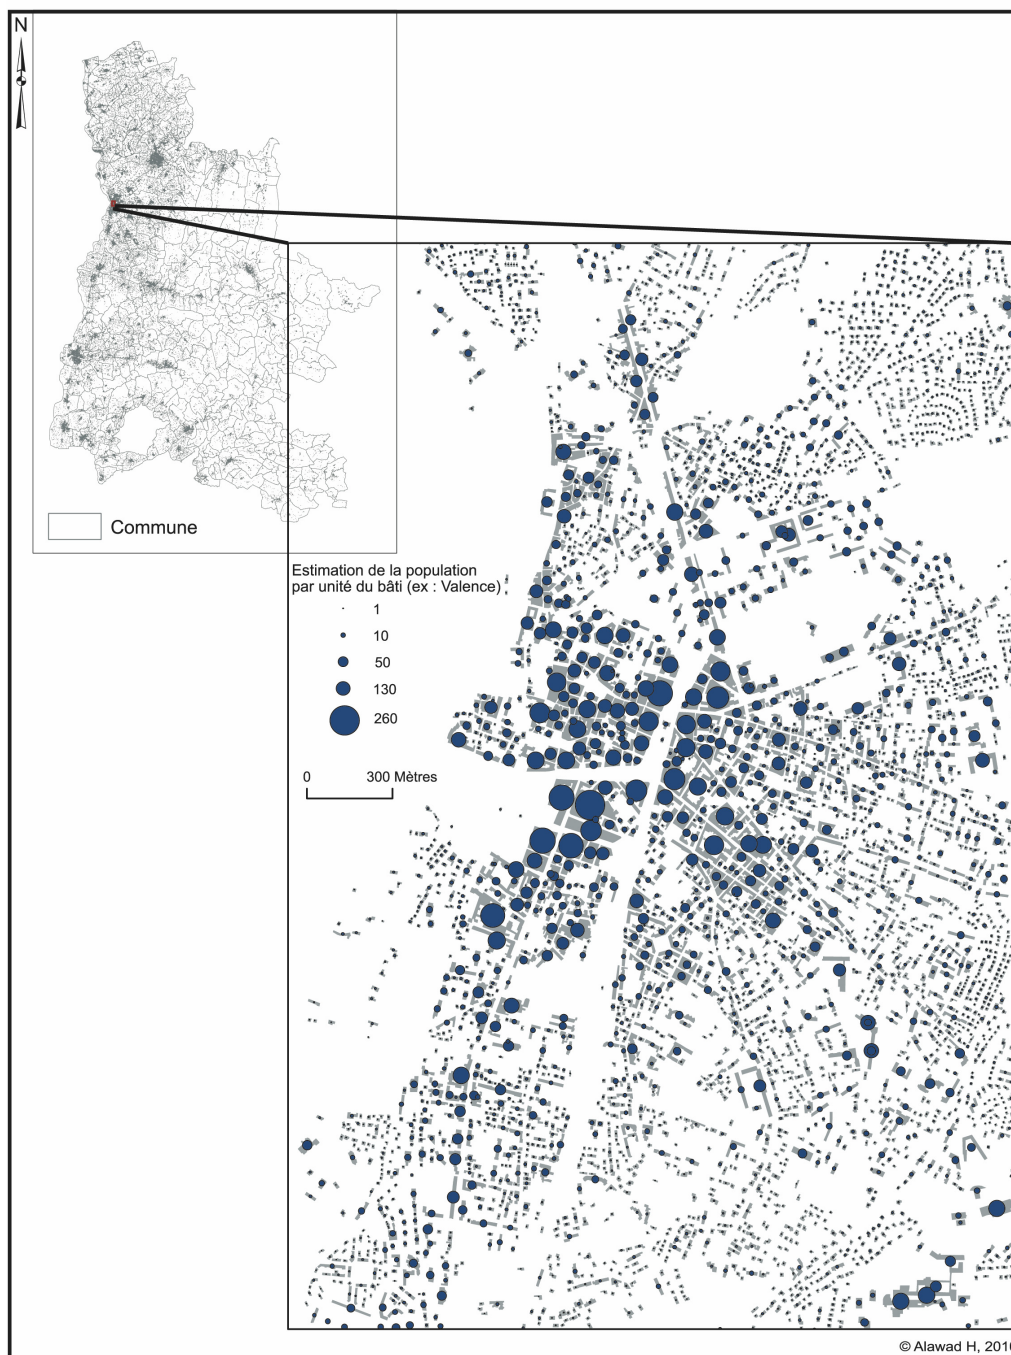 N
Commune
Estimation de la population
par unité du bâti (ex : Valence)
1
10
50
130
260
0 300 Mètres
© Alawad H, 2010